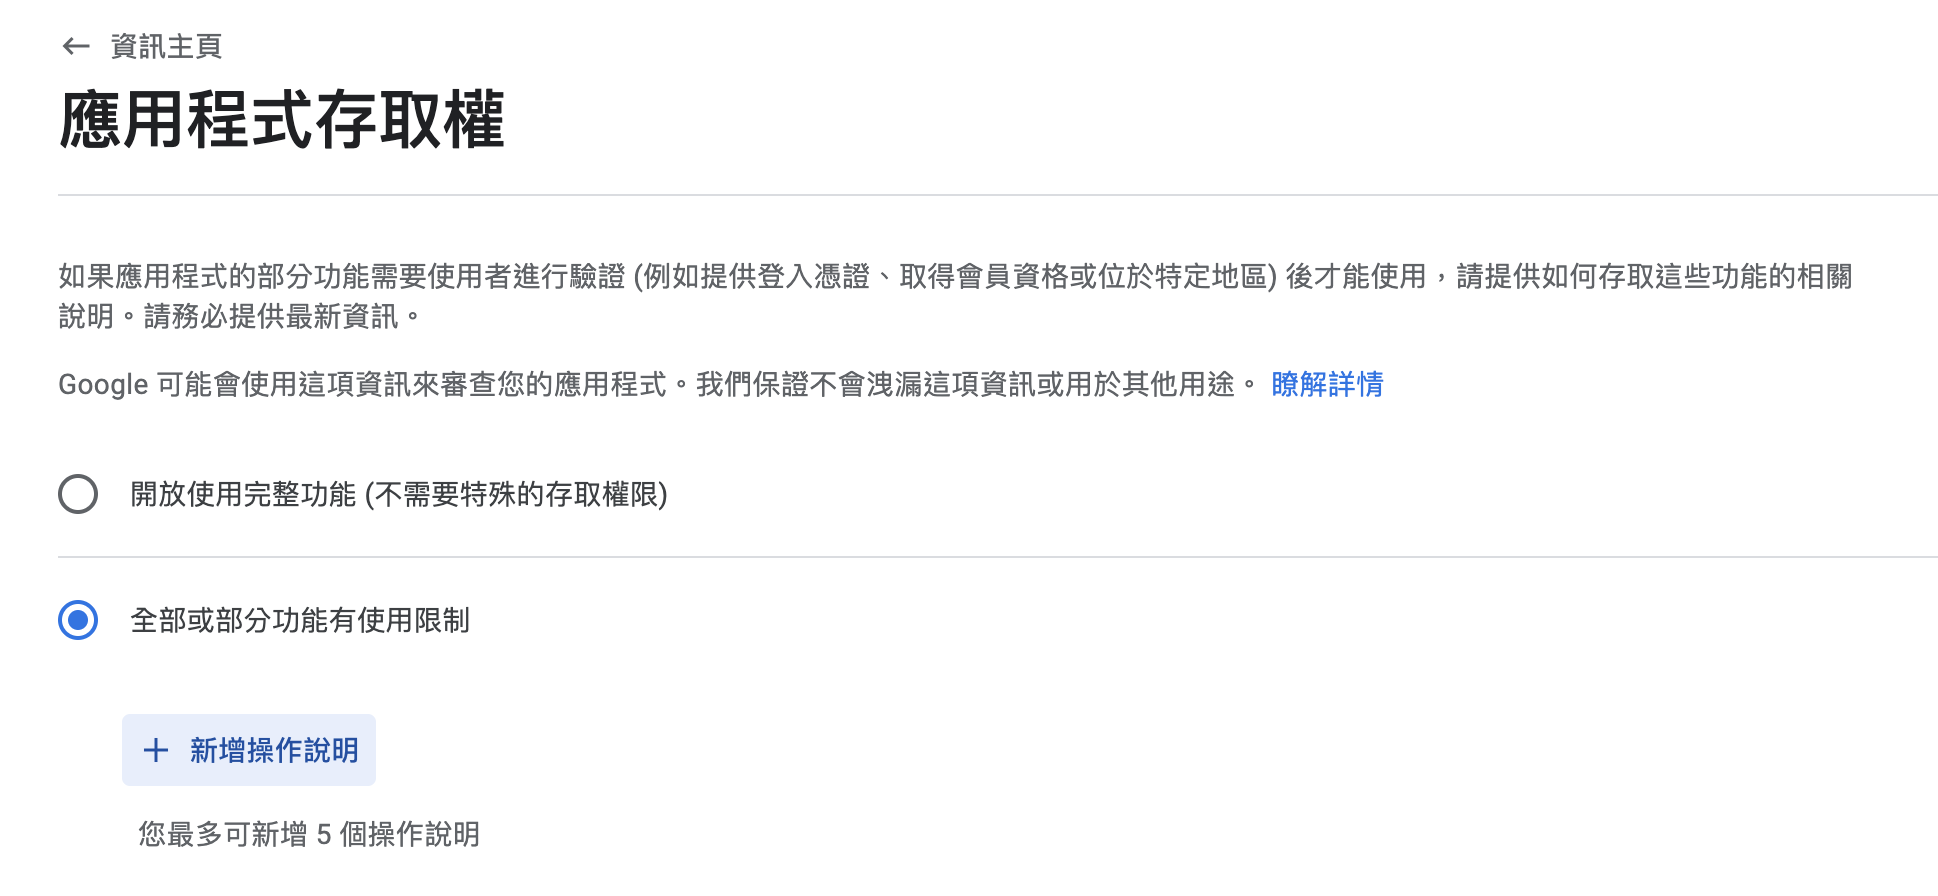 資訊主頁
應用程式存取權
如果應用程式的部分功能需要使用者進行驗證 (例如提供登入憑證、取得會員資格或位於特定地區) 後才能使用，請提供如何存取這些功能的相關
說明。請務必提供最新資訊。
Google 可能會使用這項資訊來審查您的應用程式。我們保證不會洩漏這項資訊或用於其他用途。 瞭解詳情
開放使用完整功能 (不需要特殊的存取權限)
全部或部分功能有使用限制
+ 新增操作說明
您最多可新增 5 個操作說明